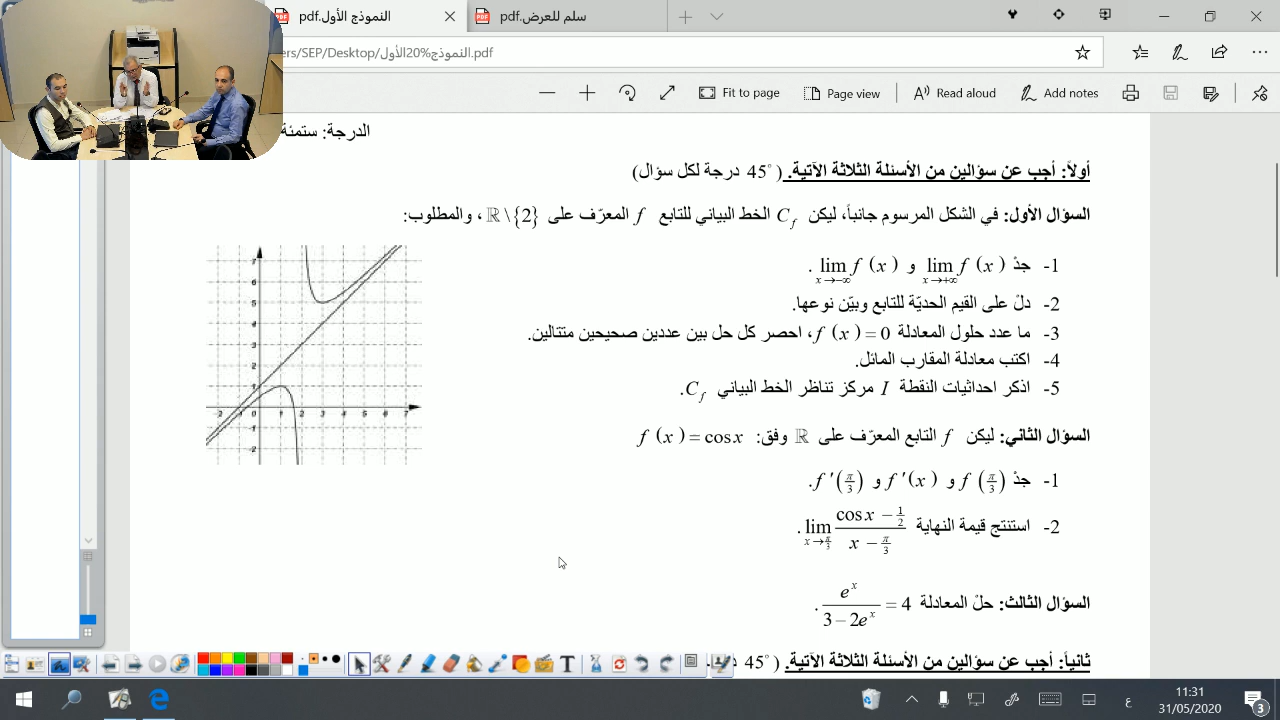 النموذج الأول.pdf
سلم للعرض.pdf
ers/SEP/Desktop/النموذج%20الأول.pdf
Fit to page
Page view
Read aloud
Add notes
الدرجة: ستمئة
أولاً: أجب عن سؤالين من الأسئلة الثلاثة الآتية. (45° درجة لكل سؤال)
السؤال الأول: في الشكل المرسوم جانباً، ليكن C_f الخط البياني للتابع f المعرّف على ℝ\{2} ، والمطلوب:
1- جدْ lim_{x→+∞} f(x) و lim_{x→-∞} f(x) .
2- دلّ على القيم الحديّة للتابع وبيّن نوعها.
3- ما عدد حلول المعادلة f(x)=0، احصر كل حل بين عددين صحيحين متتالين.
4- اكتب معادلة المقارب المائل.
5- اذكر احداثيات النقطة I مركز تناظر الخط البياني C_f.
السؤال الثاني: ليكن f التابع المعرّف على ℝ وفق: f(x)=cos x
1- جدْ f(π/3) و f'(x) و f'(π/3).
2- استنتج قيمة النهاية lim_{x→π/3} (cos x - 1/2)/(x - π/3) .
السؤال الثالث: حلْ المعادلة e^x/(3-2e^x) = 4 .
ثانياً: أجب عن سؤالين من الأسئلة الثلاثة الآتية. (45°
11:31
31/05/2020